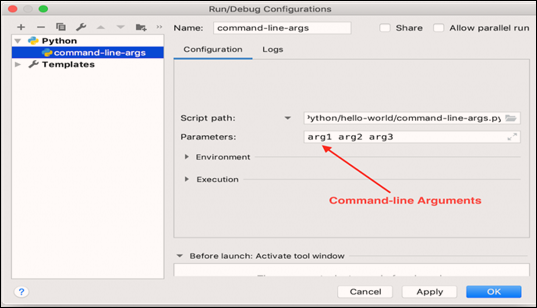 Run/Debug Configurations
Name: command-line-args Share Allow parallel run
Python
command-line-args
Templates
Configuration Logs
Script path: ython/hello-world/command-line-args.py
Parameters: arg1 arg2 arg3
Environment
Execution
Command-line Arguments
Before launch: Activate tool window
? Cancel Apply OK